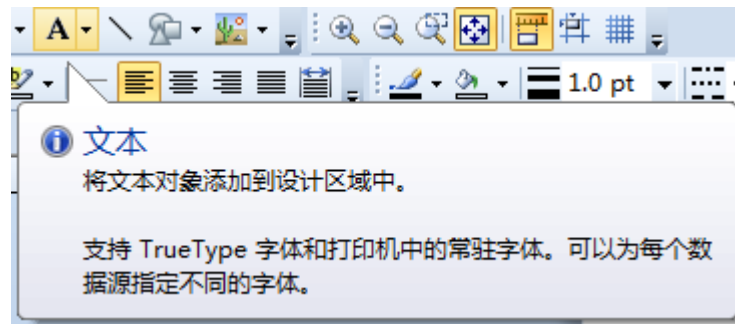 A
1.0 pt
文本
将文本对象添加到设计区域中。
支持 TrueType 字体和打印机中的常驻字体。可以为每个数
据源指定不同的字体。